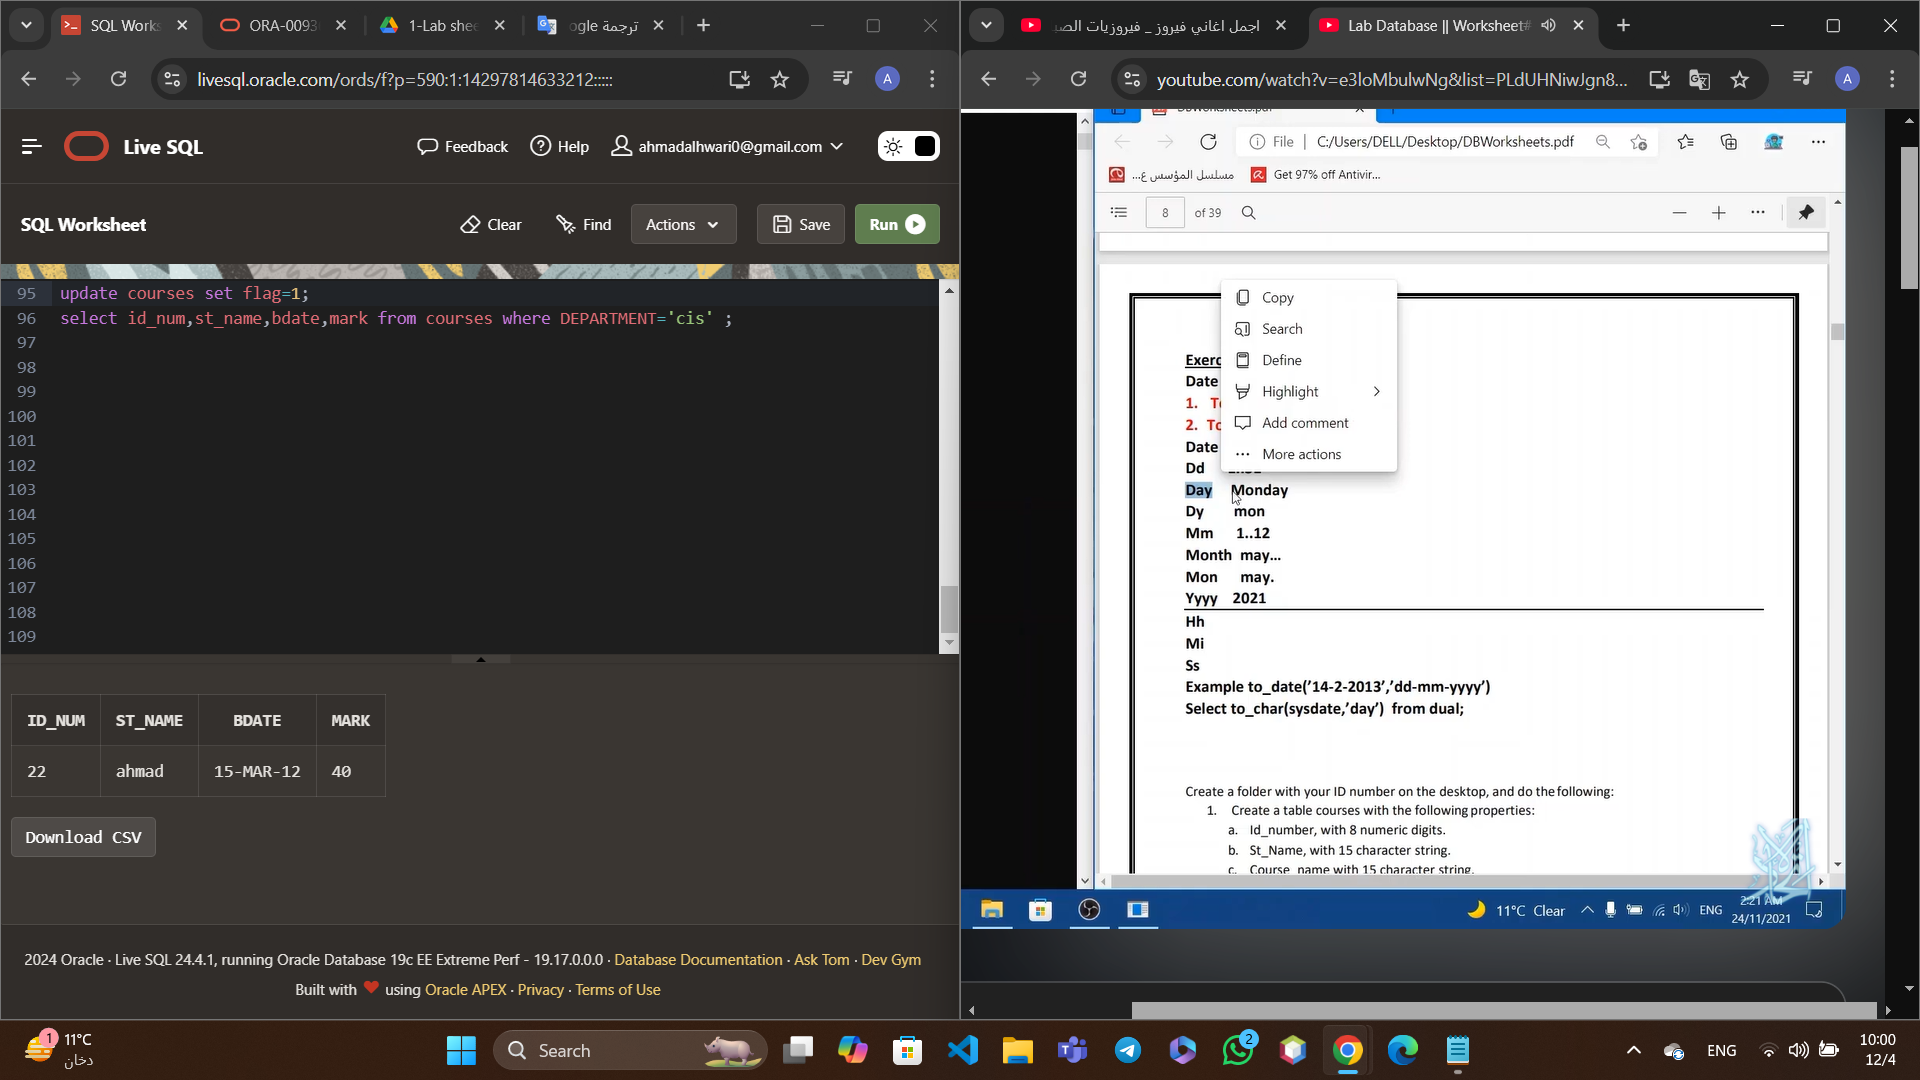 SQL Works
ORA-0093
1-Lab shee
ترجمة ogle
livesql.oracle.com/ords/f?p=590:1:14297814633212:::::
A
Live SQL
Feedback
Help
ahmadalhwari0@gmail.com
SQL Worksheet
Clear
Find
Actions
Save
Run
95 update courses set flag=1;
96 select id_num,st_name,bdate,mark from courses where DEPARTMENT='cis' ;
97
98
99
100
101
102
103
104
105
106
107
108
109
ID_NUM ST_NAME BDATE MARK
22 ahmad 15-MAR-12 40
Download CSV
2024 Oracle · Live SQL 24.4.1, running Oracle Database 19c EE Extreme Perf - 19.17.0.0.0 · Database Documentation · Ask Tom · Dev Gym
Built with ❤ using Oracle APEX · Privacy · Terms of Use
اجمل اغاني فيروز _ فيروزيات الص
Lab Database || Worksheet#
youtube.com/watch?v=e3IoMbulwNg&list=PLdUHNiwJgn8...
A
DBWorksheets.pdf
File | C:/Users/DELL/Desktop/DBWorksheets.pdf
مسلسل المؤسس ع...
Get 97% off Antivir...
8 of 39
Copy
Search
Define
Highlight
Add comment
More actions
Exerc
Date
1. T
2. To
Date
Dd
Day Monday
Dy mon
Mm 1..12
Month may...
Mon may.
Yyyy 2021
Hh
Mi
Ss
Example to_date('14-2-2013','dd-mm-yyyy')
Select to_char(sysdate,'day') from dual;
Create a folder with your ID number on the desktop, and do the following:
1. Create a table courses with the following properties:
a. Id_number, with 8 numeric digits.
b. St_Name, with 15 character string.
c. Course_name with 15 character string.
11°C Clear
ENG
2:21 AM
24/11/2021
1
11°C
دخان
Search
2
ENG
10:00
12/4